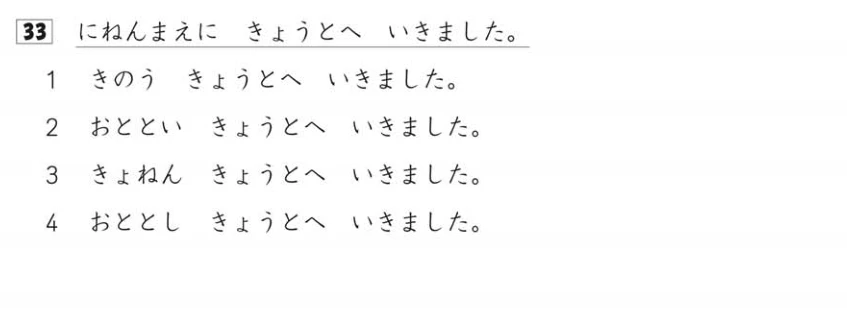 33 にねんまえに　きょうとへ　いきました。
1 きのう　きょうとへ　いきました。
2 おととい　きょうとへ　いきました。
3 きょねん　きょうとへ　いきました。
4 おととし　きょうとへ　いきました。